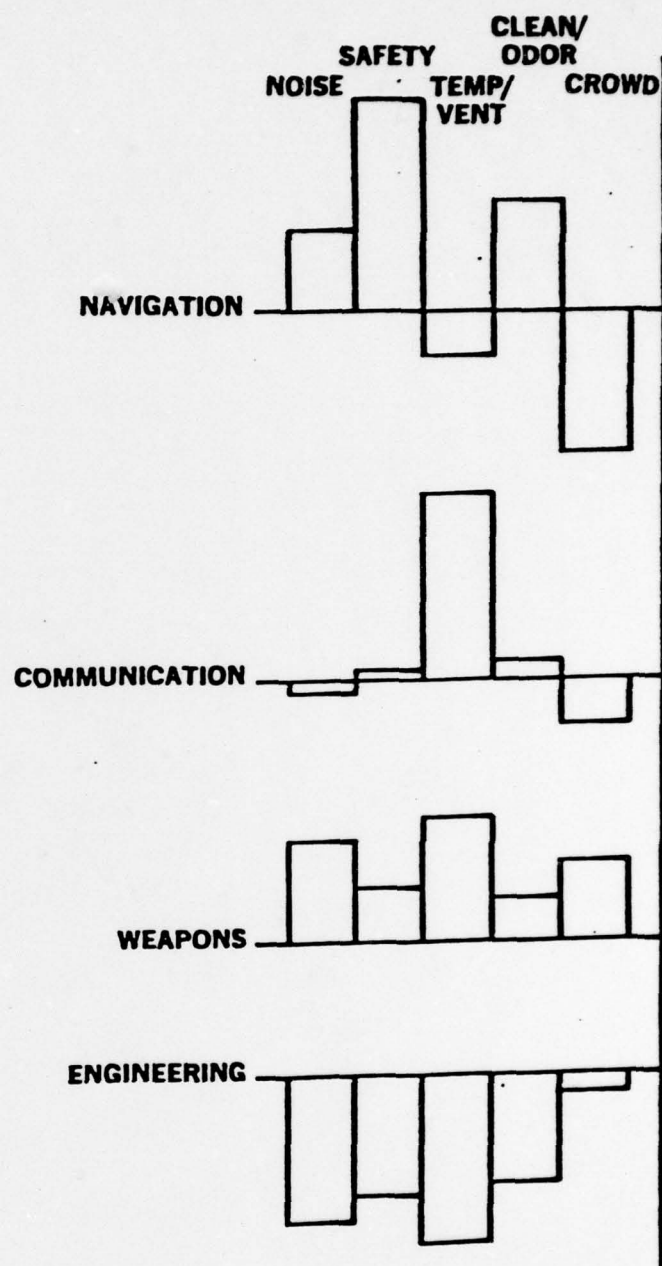 CLEAN/
SAFETY ODOR
NOISE TEMP/ CROWD
VENT
NAVIGATION
COMMUNICATION
WEAPONS
ENGINEERING